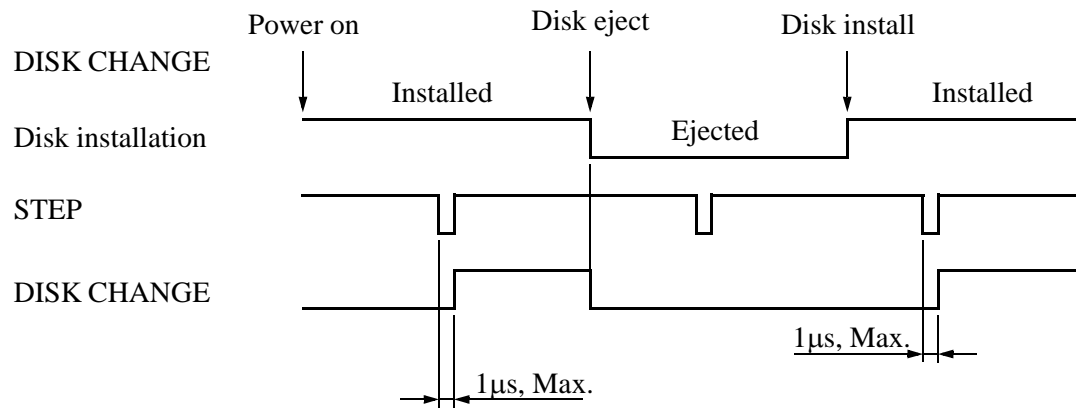 Power on
Disk eject
Disk install
DISK CHANGE
Installed
Installed
Disk installation
Ejected
STEP
DISK CHANGE
1μs, Max.
1μs, Max.